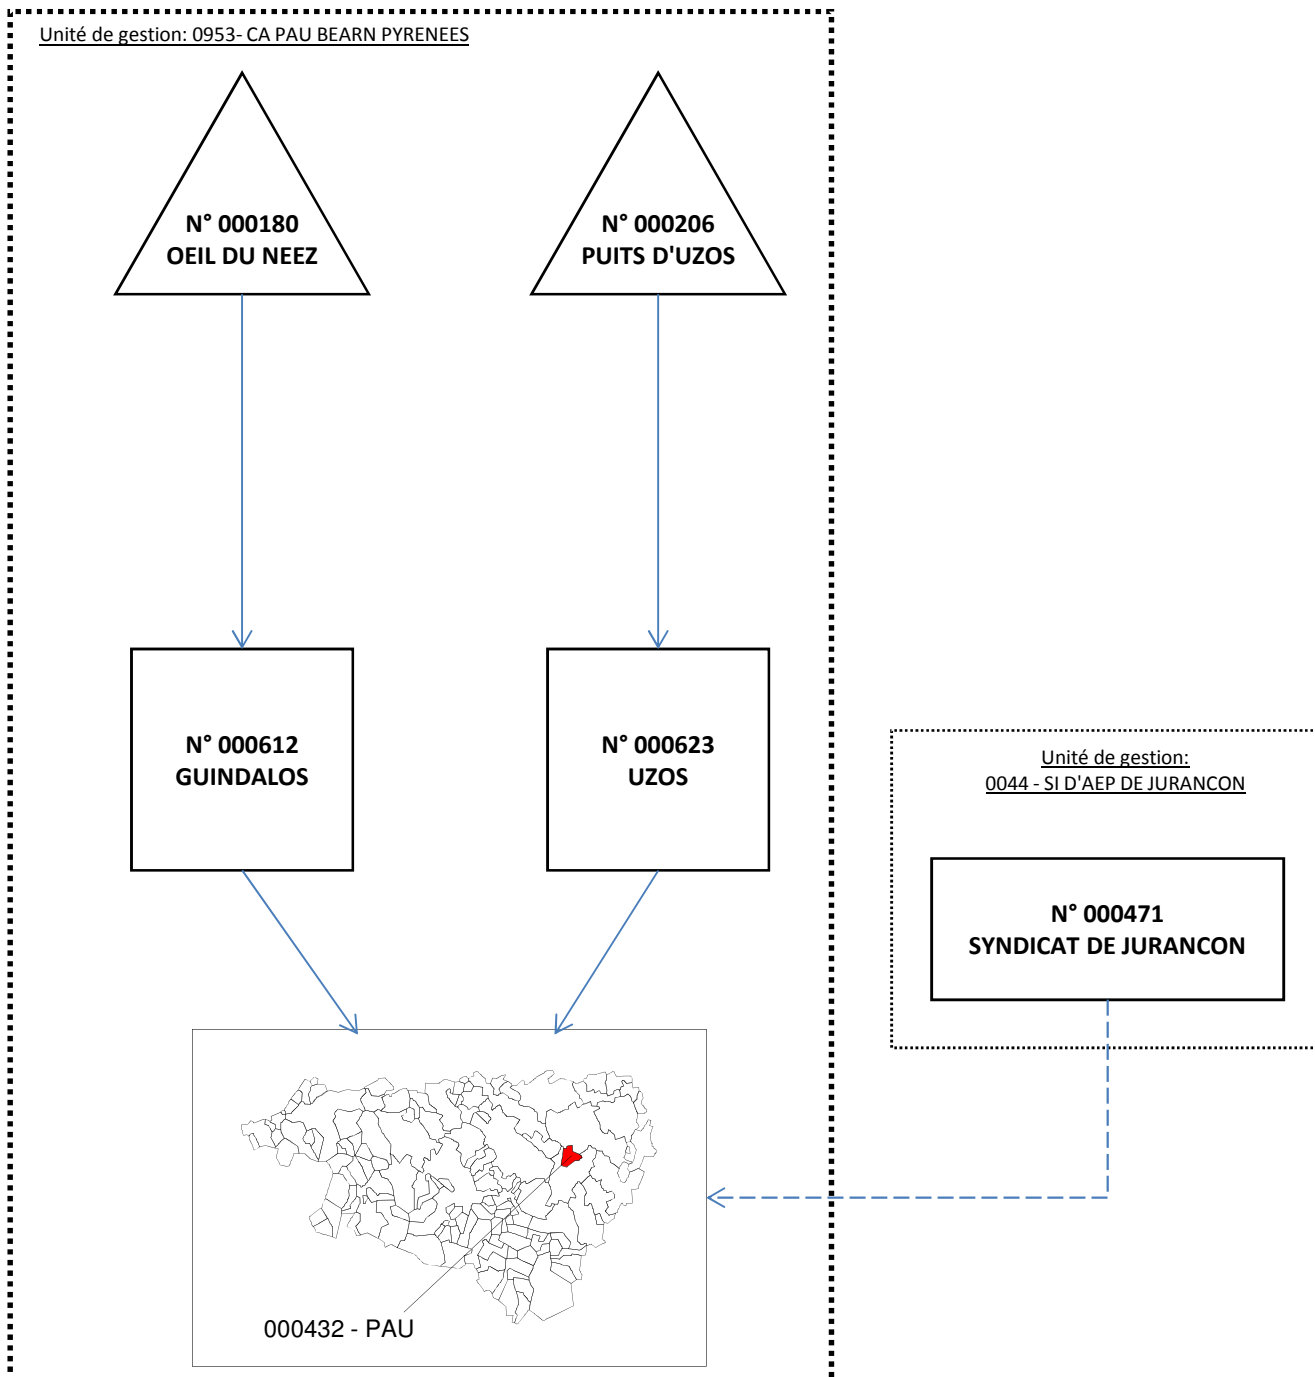 Unité de gestion: 0953- CA PAU BEARN PYRENEES
N° 000180
OEIL DU NEEZ
N° 000206
PUITS D'UZOS
N° 000612
GUINDALOS
N° 000623
UZOS
Unité de gestion:
0044 - SI D'AEP DE JURANCON
N° 000471
SYNDICAT DE JURANCON
000432 - PAU